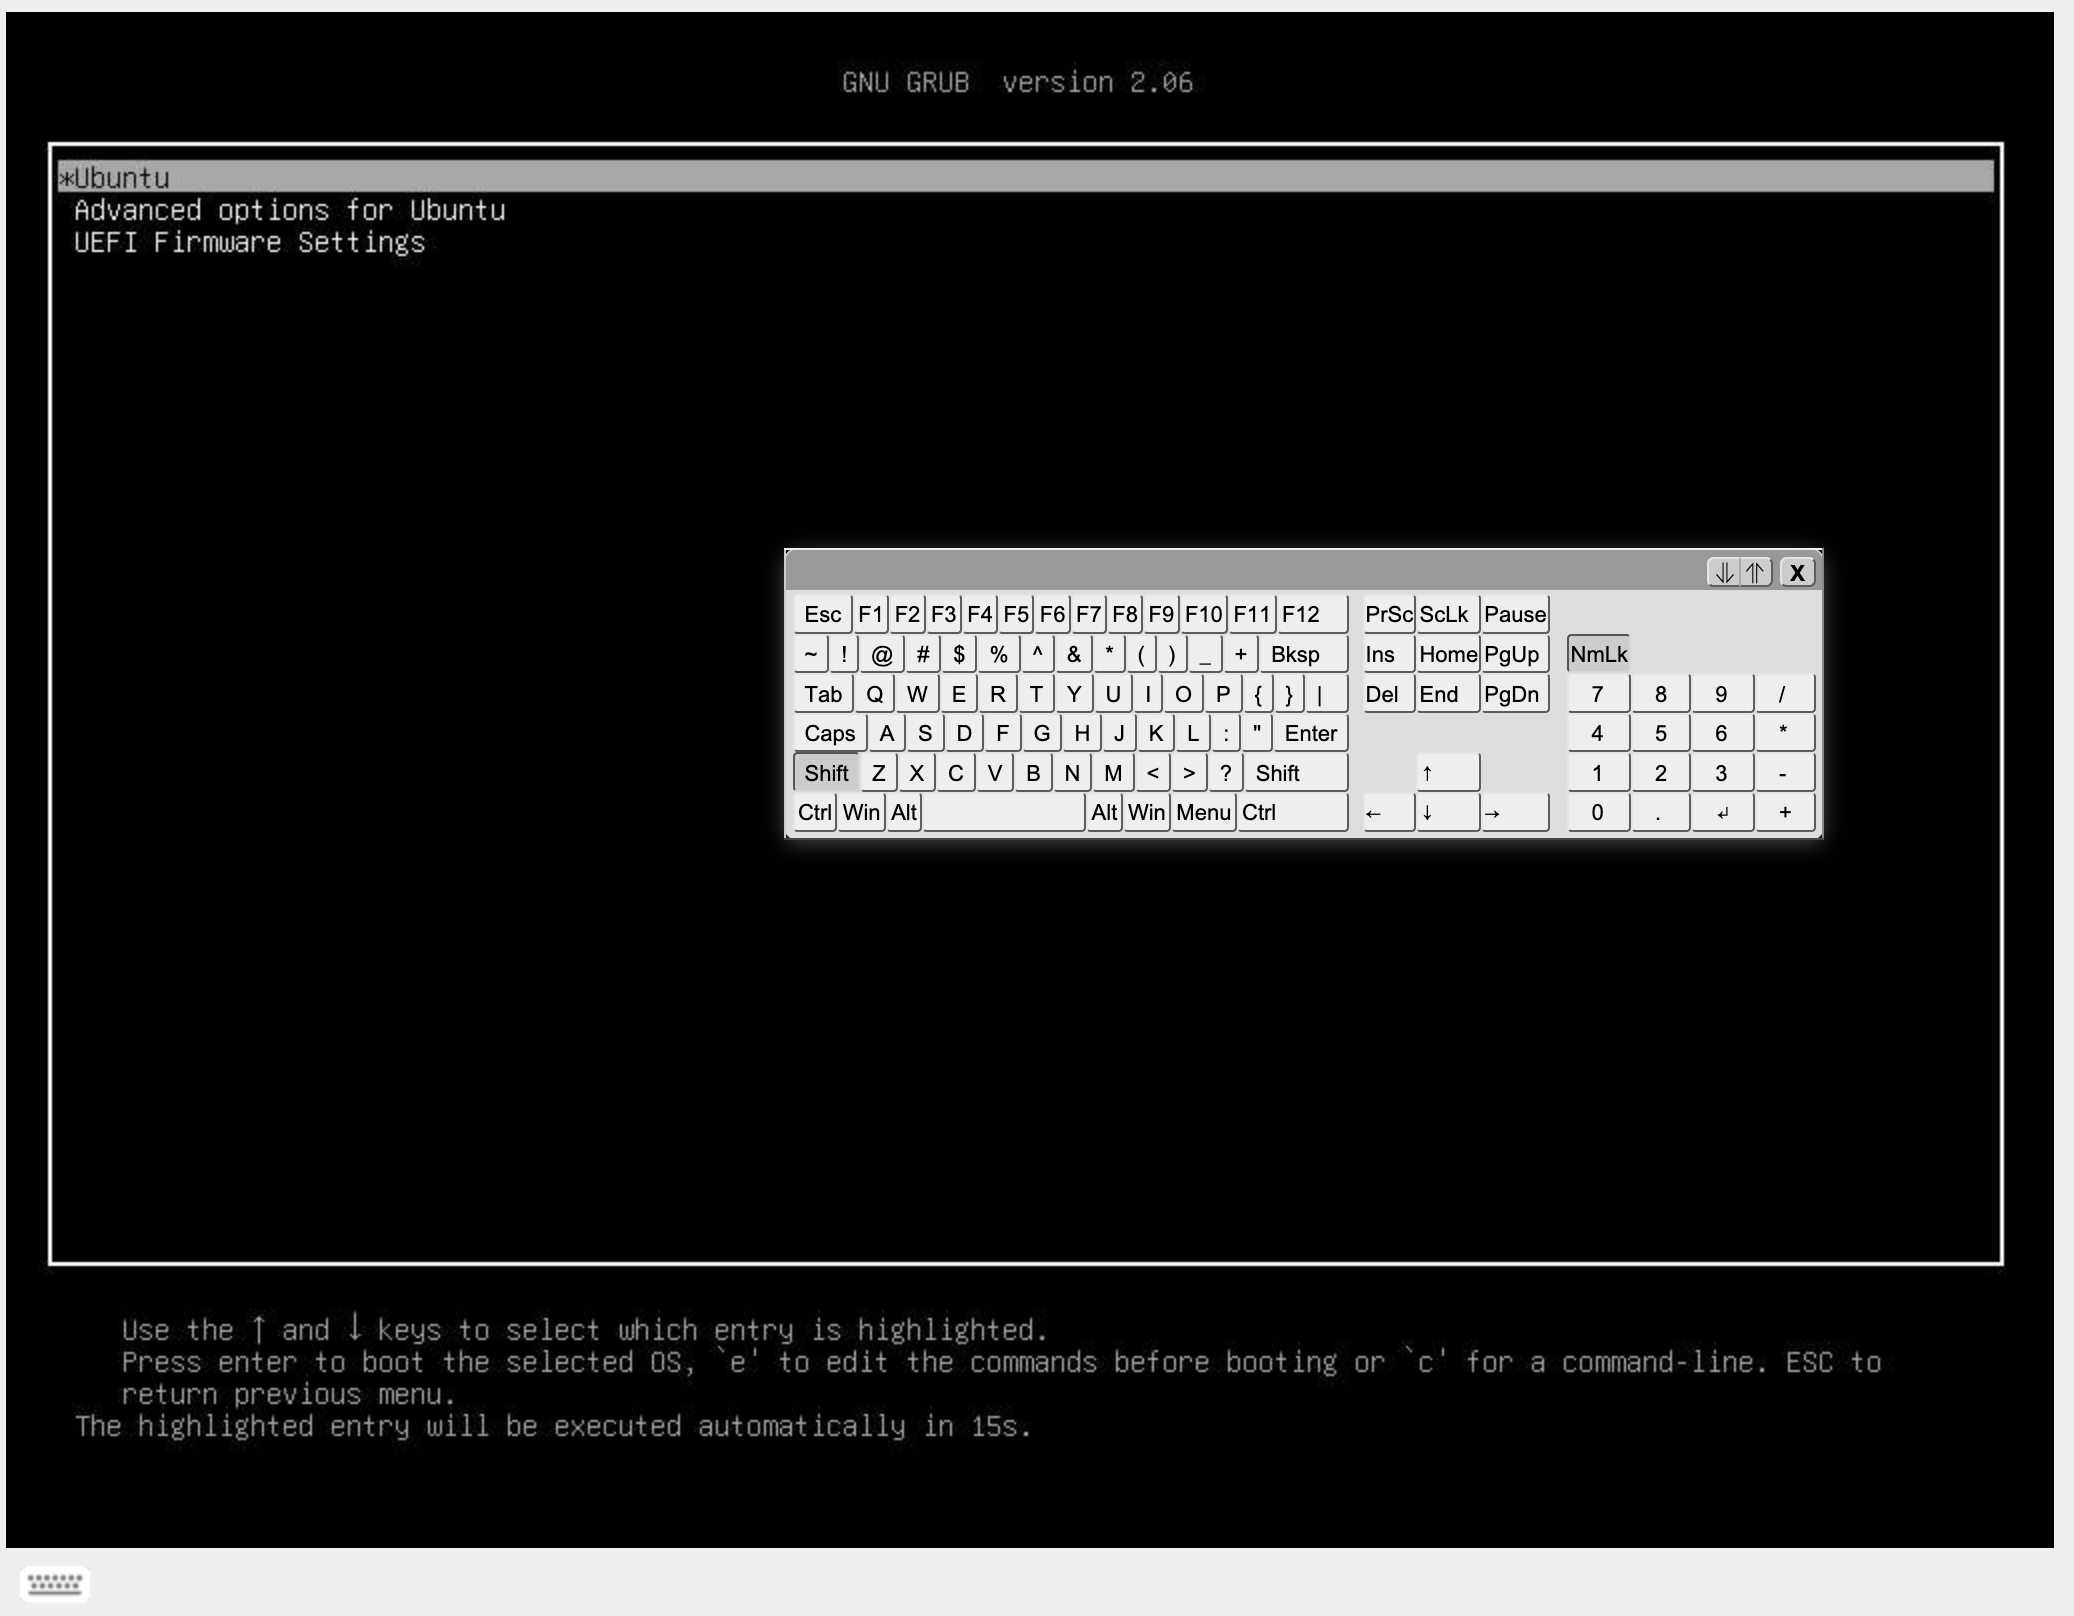 GNU GRUB  version 2.06
*Ubuntu
Advanced options for Ubuntu
UEFI Firmware Settings
X
Esc F1 F2 F3 F4 F5 F6 F7 F8 F9 F10 F11 F12 PrSc ScLk Pause
~ ! @ # $ % ^ & * ( ) _ + Bksp Ins Home PgUp NmLk
Tab Q W E R T Y U I O P { } | Del End PgDn 7 8 9 /
Caps A S D F G H J K L : " Enter 4 5 6 *
Shift Z X C V B N M < > ? Shift ↑ 1 2 3 -
Ctrl Win Alt Alt Win Menu Ctrl ← ↓ → 0 . ↲ +
Use the ↑ and ↓ keys to select which entry is highlighted.
Press enter to boot the selected OS, `e' to edit the commands before booting or `c' for a command-line. ESC to
return previous menu.
The highlighted entry will be executed automatically in 15s.